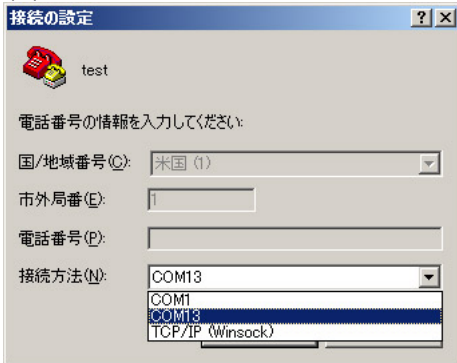 接続の設定
test
電話番号の情報を入力してください:
国/地域番号(C): 米国 (1)
市外局番(E): 1
電話番号(P):
接続方法(N): COM13
COM1
COM13
TCP/IP (Winsock)